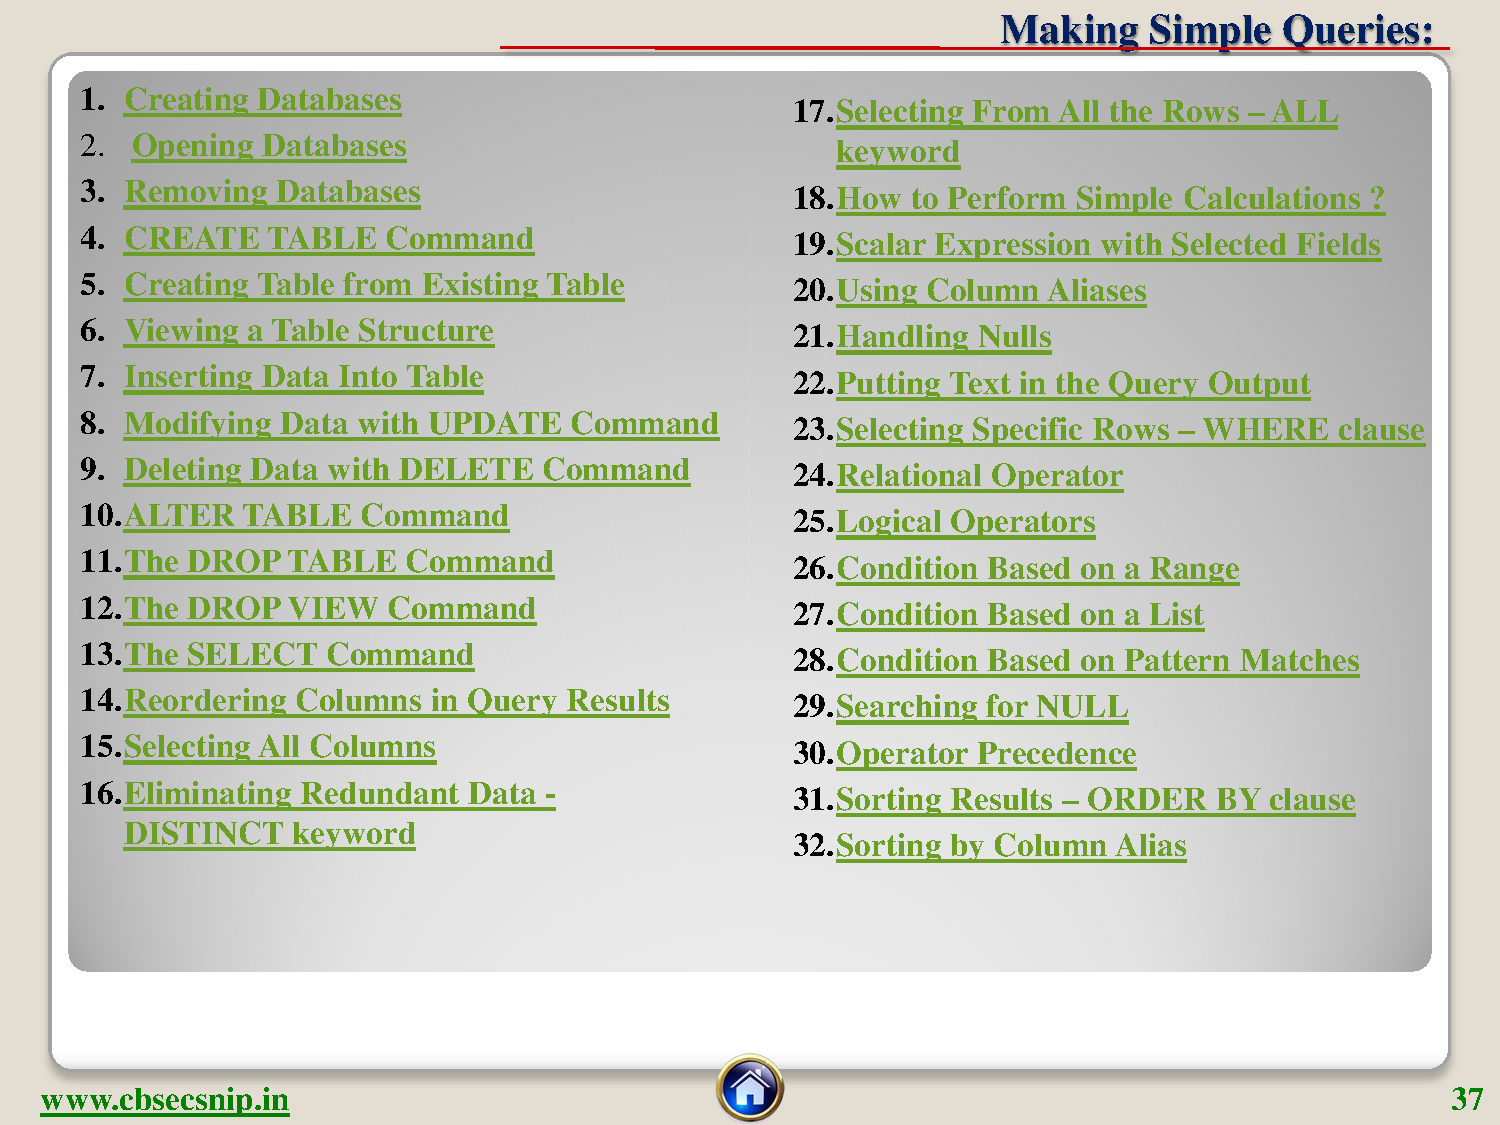 Making Simple Queries:
1. Creating Databases
2. Opening Databases
3. Removing Databases
4. CREATE TABLE Command
5. Creating Table from Existing Table
6. Viewing a Table Structure
7. Inserting Data Into Table
8. Modifying Data with UPDATE Command
9. Deleting Data with DELETE Command
10. ALTER TABLE Command
11. The DROP TABLE Command
12. The DROP VIEW Command
13. The SELECT Command
14. Reordering Columns in Query Results
15. Selecting All Columns
16. Eliminating Redundant Data -
DISTINCT keyword
17. Selecting From All the Rows – ALL
keyword
18. How to Perform Simple Calculations ?
19. Scalar Expression with Selected Fields
20. Using Column Aliases
21. Handling Nulls
22. Putting Text in the Query Output
23. Selecting Specific Rows – WHERE clause
24. Relational Operator
25. Logical Operators
26. Condition Based on a Range
27. Condition Based on a List
28. Condition Based on Pattern Matches
29. Searching for NULL
30. Operator Precedence
31. Sorting Results – ORDER BY clause
32. Sorting by Column Alias
www.cbsecsnip.in
37